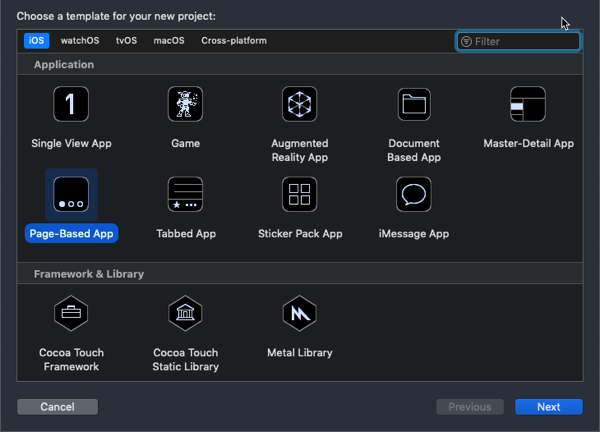 Choose a template for your new project:
iOS watchOS tvOS macOS Cross-platform Filter
Application
1
Single View App Game Augmented Reality App Document Based App Master-Detail App
Page-Based App Tabbed App Sticker Pack App iMessage App
Framework & Library
Cocoa Touch Framework Cocoa Touch Static Library Metal Library
Cancel Previous Next